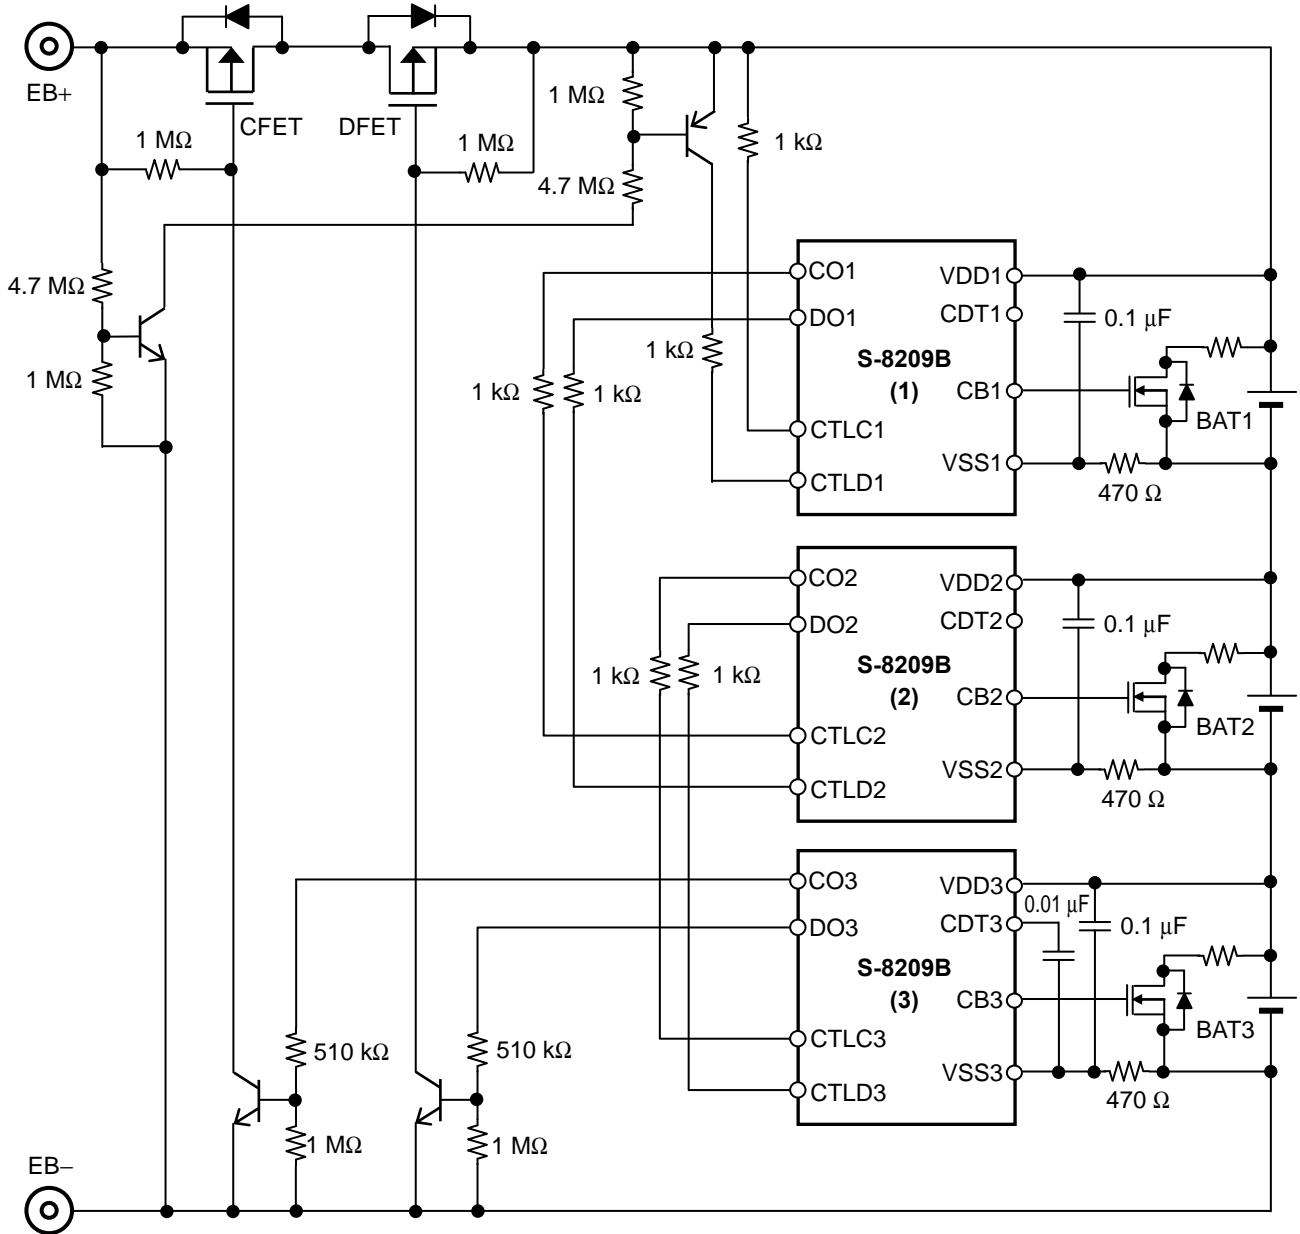 EB+
CFET
DFET
1 MΩ
1 MΩ
1 MΩ
4.7 MΩ
1 kΩ
4.7 MΩ
1 MΩ
1 kΩ
1 kΩ
1 kΩ
CO1
DO1
S-8209B
(1)
CTLC1
CTLD1
VDD1
CDT1
CB1
VSS1
0.1 μF
BAT1
470 Ω
1 kΩ
1 kΩ
CO2
DO2
S-8209B
(2)
CTLC2
CTLD2
VDD2
CDT2
CB2
VSS2
0.1 μF
BAT2
470 Ω
CO3
DO3
S-8209B
(3)
CTLC3
CTLD3
VDD3
CDT3
CB3
VSS3
0.01 μF
0.1 μF
BAT3
470 Ω
510 kΩ
510 kΩ
1 MΩ
1 MΩ
EB−